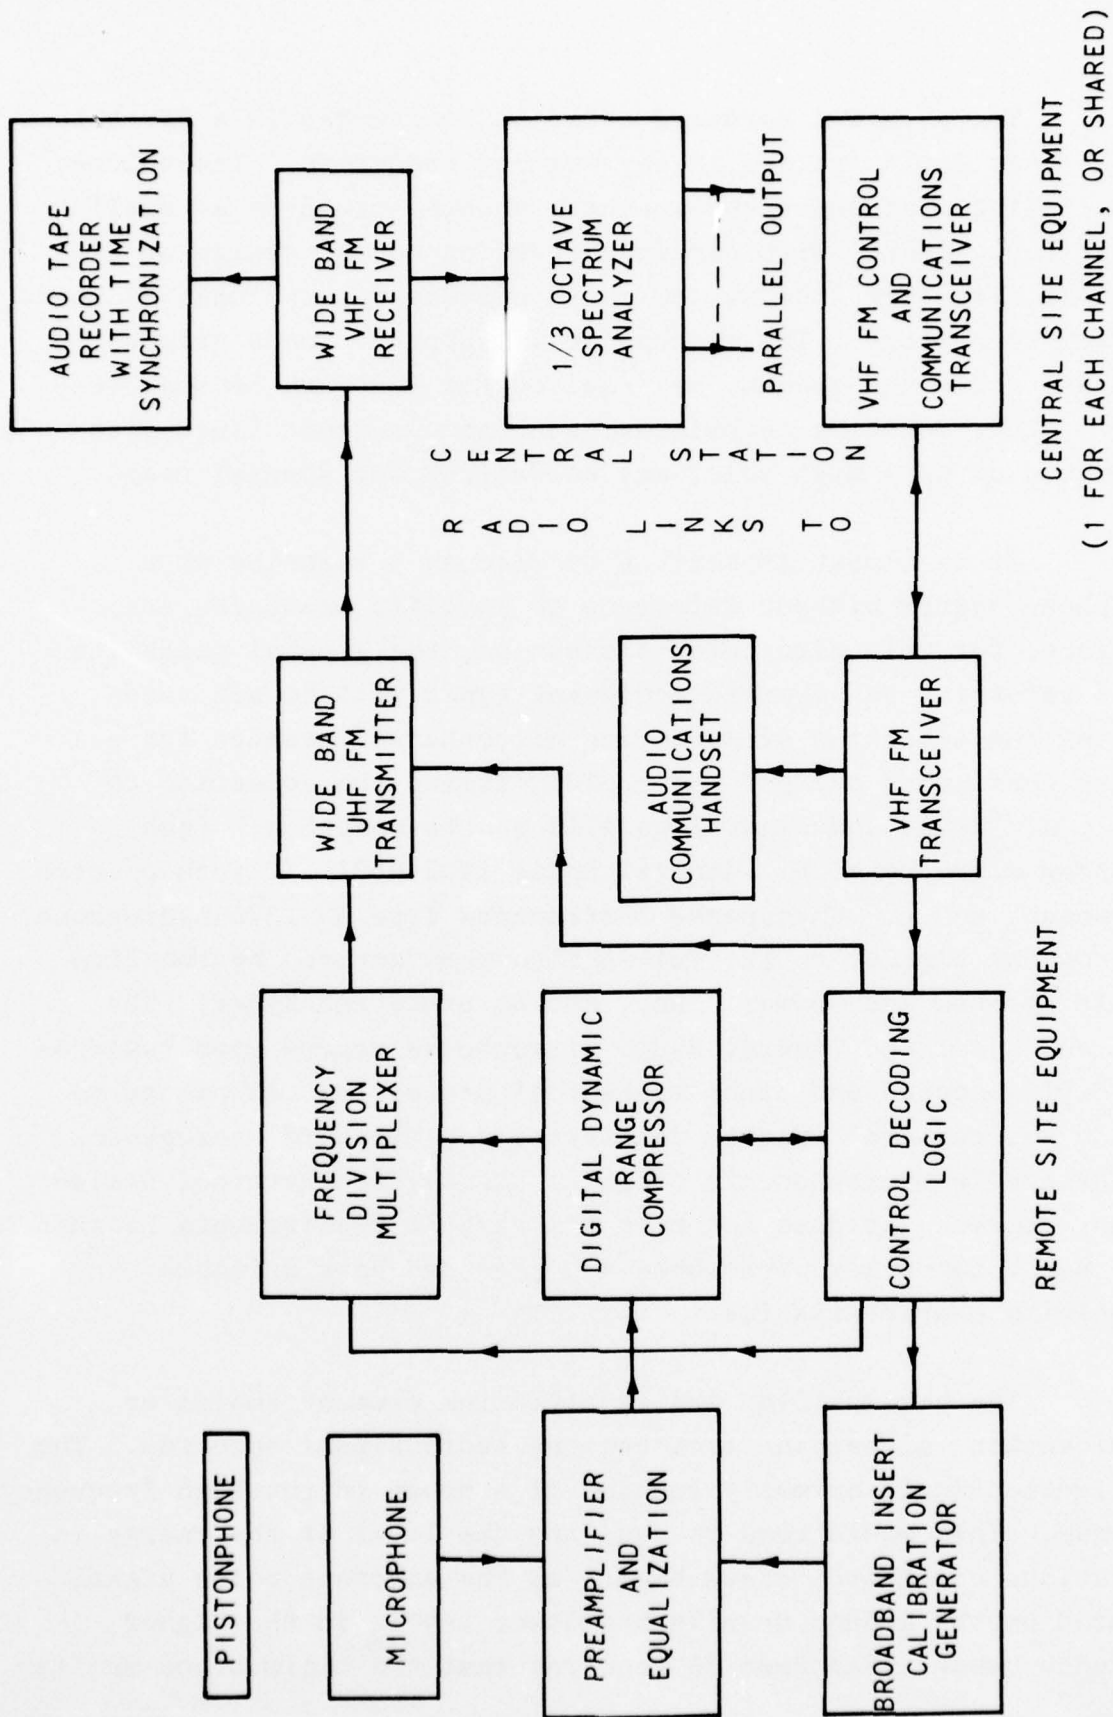 PISTONPHONE
MICROPHONE
PREAMPLIFIER
AND
EQUALIZATION
BROADBAND INSERT
CALIBRATION
GENERATOR
FREQUENCY
DIVISION
MULTIPLEXER
DIGITAL DYNAMIC
RANGE
COMPRESSOR
CONTROL DECODING
LOGIC
REMOTE SITE EQUIPMENT
WIDE BAND
UHF FM
TRANSMITTER
AUDIO
COMMUNICATIONS
HANDSET
VHF FM
TRANSCEIVER
RADIO LINKS TO
CENTRAL STATION
AUDIO TAPE
RECORDER
WITH TIME
SYNCHRONIZATION
WIDE BAND
VHF FM
RECEIVER
1/3 OCTAVE
SPECTRUM
ANALYZER
PARALLEL OUTPUT
VHF FM CONTROL
AND
COMMUNICATIONS
TRANSCEIVER
CENTRAL SITE EQUIPMENT
(1 FOR EACH CHANNEL, OR SHARED)